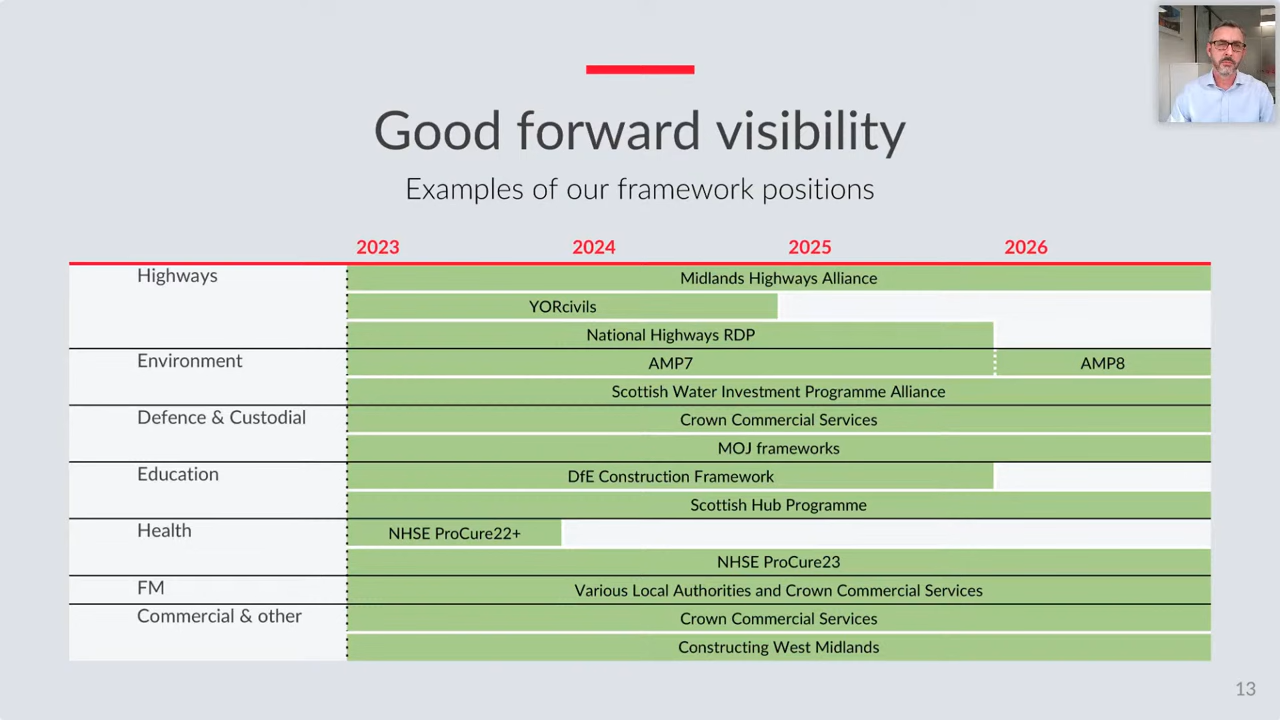 Good forward visibility
Examples of our framework positions
2023 2024 2025 2026
Highways
Midlands Highways Alliance
YORcivils
National Highways RDP
Environment
AMP7 AMP8
Scottish Water Investment Programme Alliance
Defence & Custodial
Crown Commercial Services
MOJ frameworks
Education
DfE Construction Framework
Scottish Hub Programme
Health
NHSE ProCure22+
NHSE ProCure23
FM
Various Local Authorities and Crown Commercial Services
Commercial & other
Crown Commercial Services
Constructing West Midlands
13